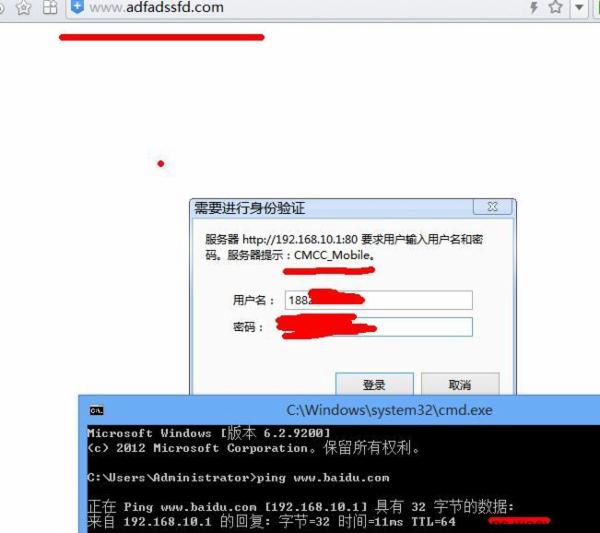 www.adfadssfd.com
需要进行身份验证
服务器 http://192.168.10.1:80 要求用户输入用户名和密
码。服务器提示：CMCC_Mobile。
用户名： 188
密码：
登录 取消
C:\Windows\system32\cmd.exe
Microsoft Windows [版本 6.2.9200]
(c) 2012 Microsoft Corporation。保留所有权利。
C:\Users\Administrator>ping www.baidu.com
正在 Ping www.baidu.com [192.168.10.1] 具有 32 字节的数据:
来自 192.168.10.1 的回复: 字节=32 时间=11ms TTL=64